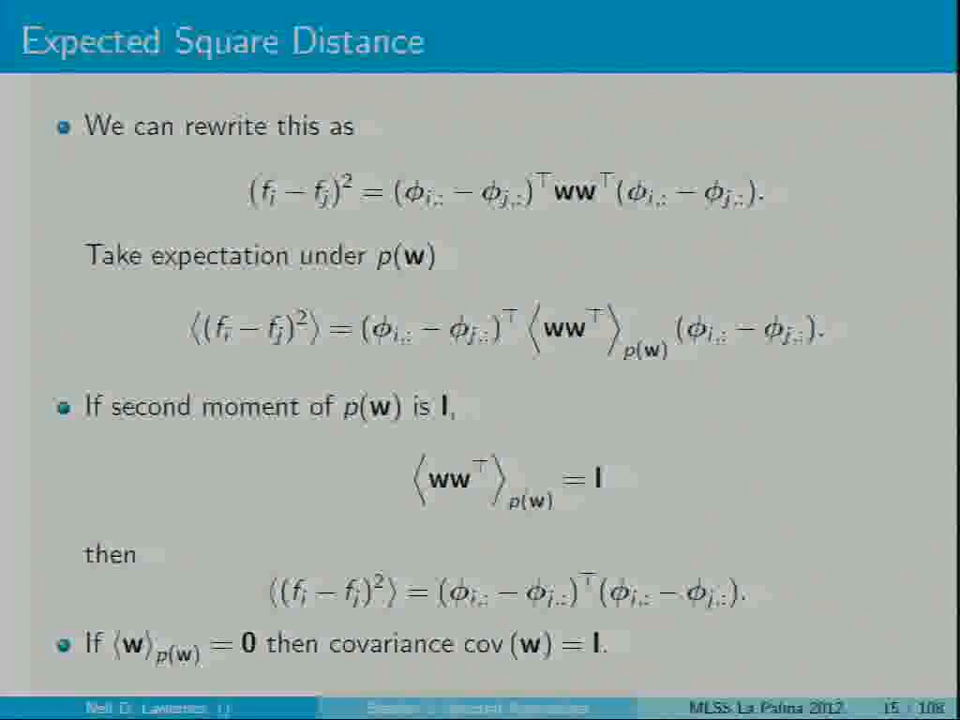 Expected Square Distance
We can rewrite this as
(f_i − f_j)² = (ϕ_{i,:} − ϕ_{j,:})^⊤ ww^⊤ (ϕ_{i,:} − ϕ_{j,:}).
Take expectation under p(w)
⟨(f_i − f_j)²⟩ = (ϕ_{i,:} − ϕ_{j,:})^⊤ ⟨ww^⊤⟩_{p(w)} (ϕ_{i,:} − ϕ_{j,:}).
If second moment of p(w) is I,
⟨ww^⊤⟩_{p(w)} = I
then
⟨(f_i − f_j)²⟩ = (ϕ_{i,:} − ϕ_{j,:})^⊤ (ϕ_{i,:} − ϕ_{j,:}).
If ⟨w⟩_{p(w)} = 0 then covariance cov (w) = I.
Neil D. Lawrence () MLSS La Palma 2012 15 / 108